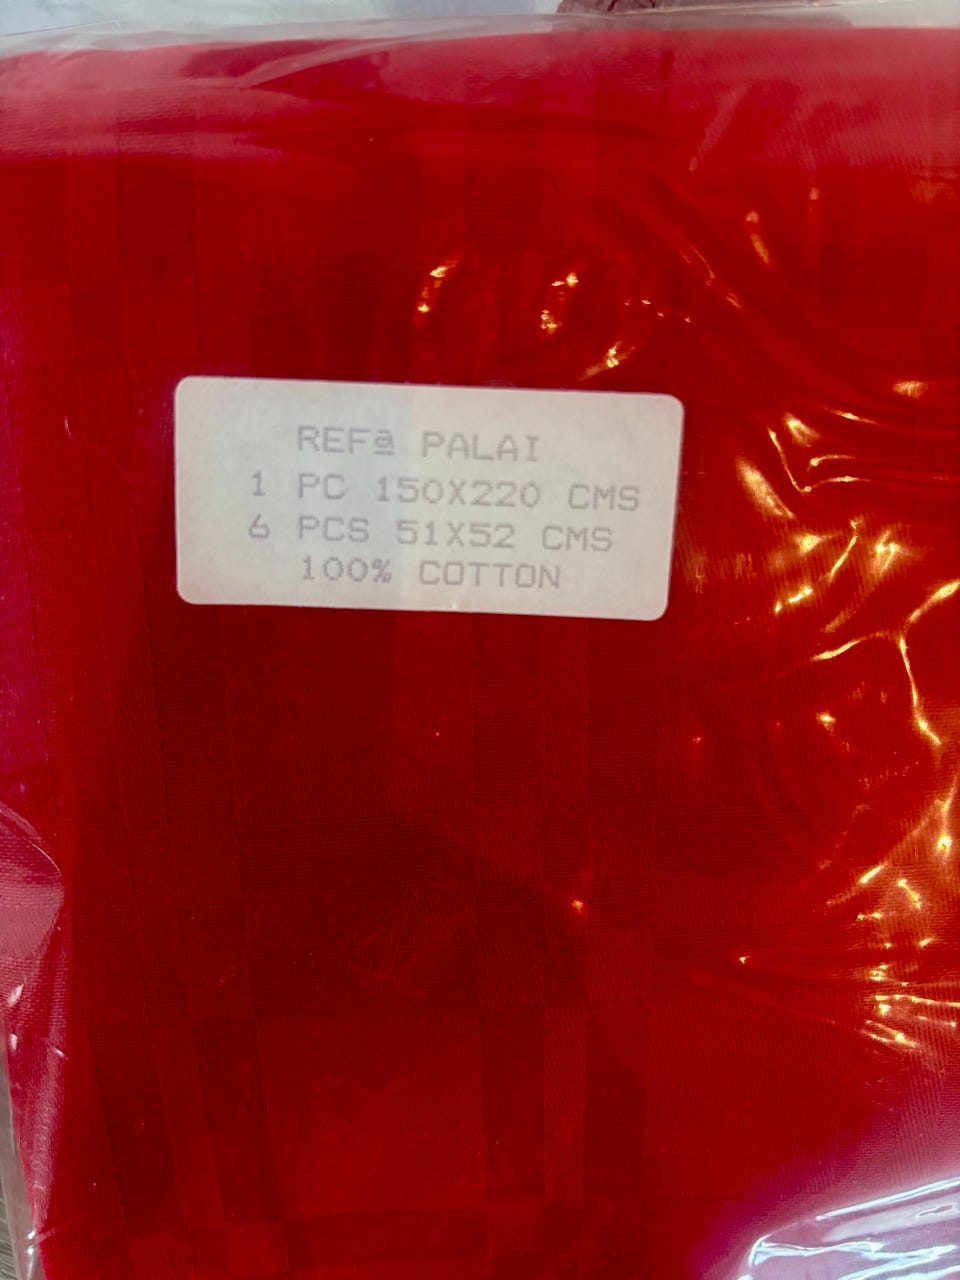 REFª PALAI
1 PC 150X220 CMS
6 PCS 51X52 CMS
100% COTTON